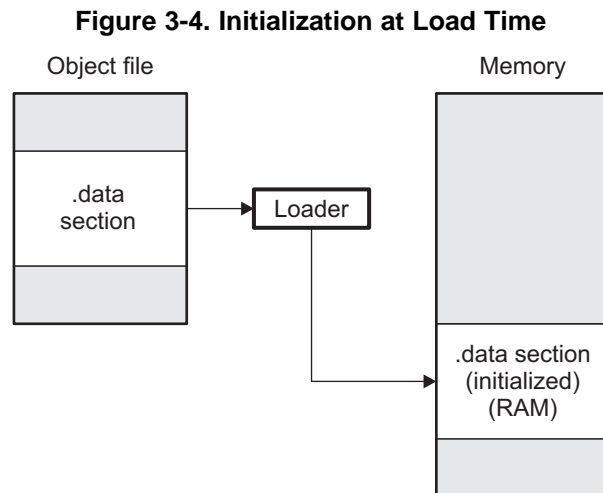 Figure 3-4. Initialization at Load Time
Object file
Memory
.data
section
Loader
.data section
(initialized)
(RAM)